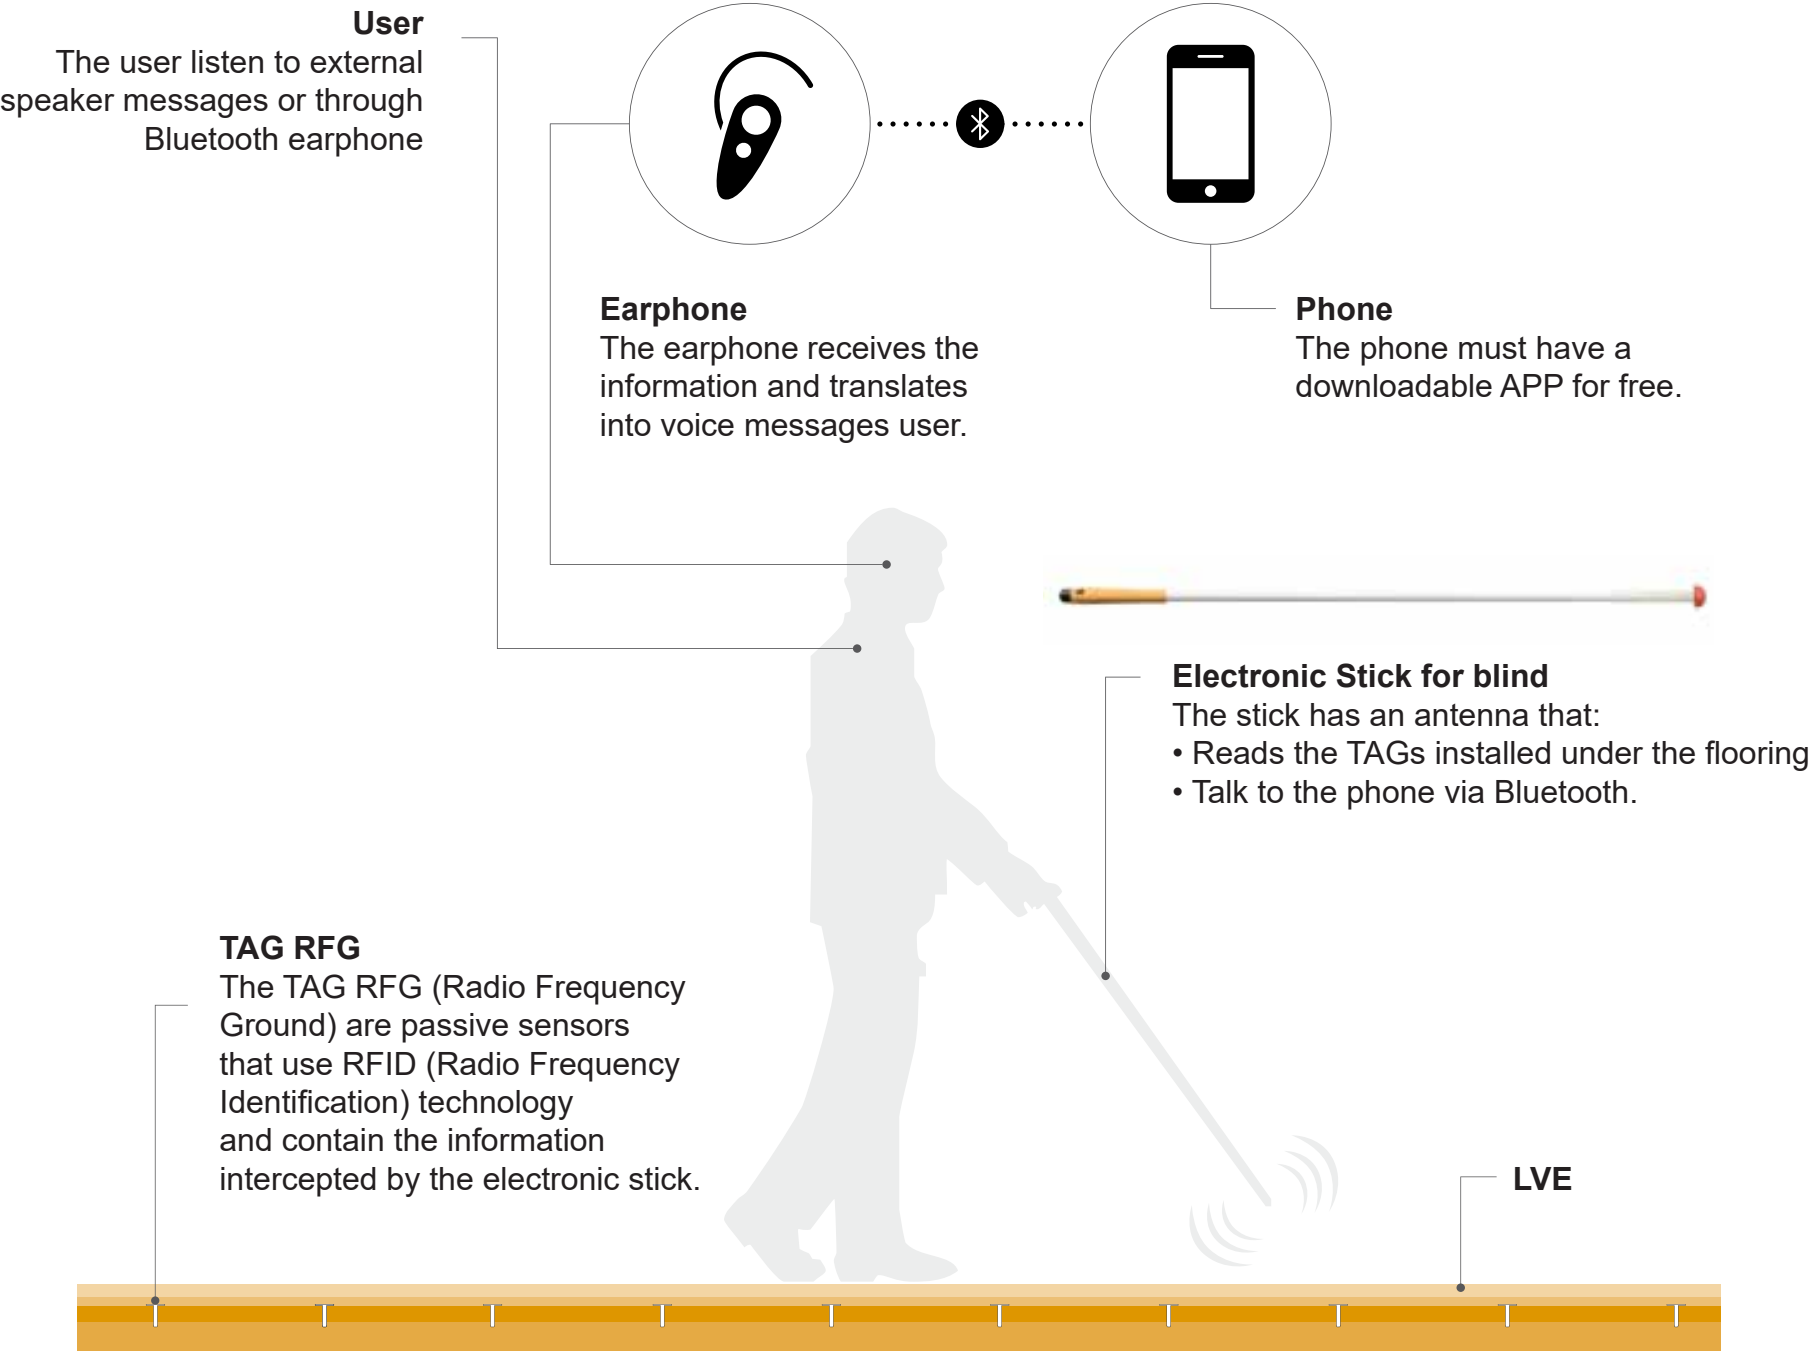 User
The user listen to external
speaker messages or through
Bluetooth earphone
Earphone
The earphone receives the
information and translates
into voice messages user.
Phone
The phone must have a
downloadable APP for free.
Electronic Stick for blind
The stick has an antenna that:
• Reads the TAGs installed under the flooring
• Talk to the phone via Bluetooth.
TAG RFG
The TAG RFG (Radio Frequency
Ground) are passive sensors
that use RFID (Radio Frequency
Identification) technology
and contain the information
intercepted by the electronic stick.
LVE